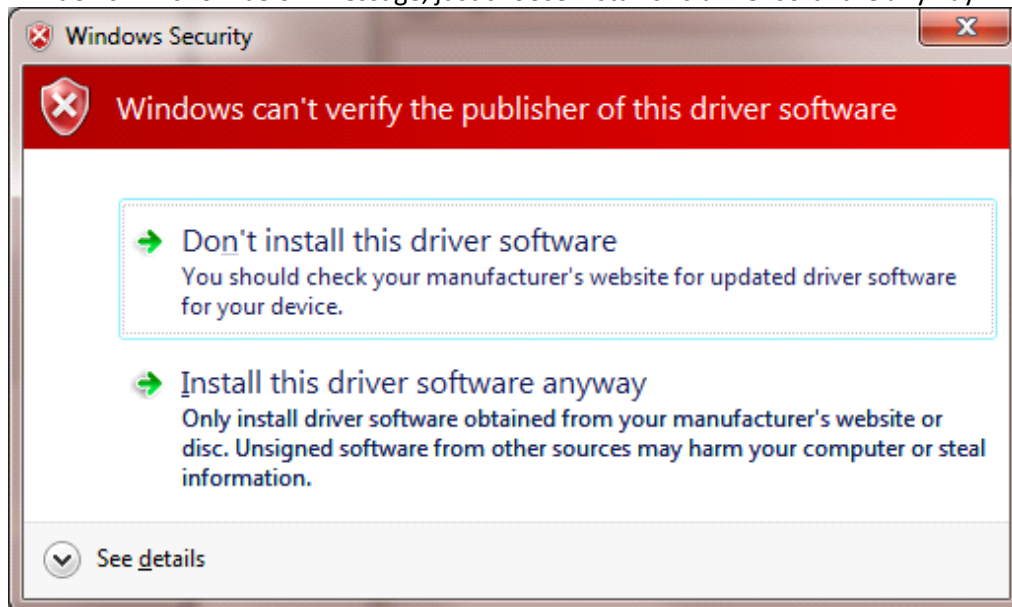 Windows Security
Windows can't verify the publisher of this driver software
Don't install this driver software
You should check your manufacturer's website for updated driver software
for your device.
Install this driver software anyway
Only install driver software obtained from your manufacturer's website or
disc. Unsigned software from other sources may harm your computer or steal
information.
See details